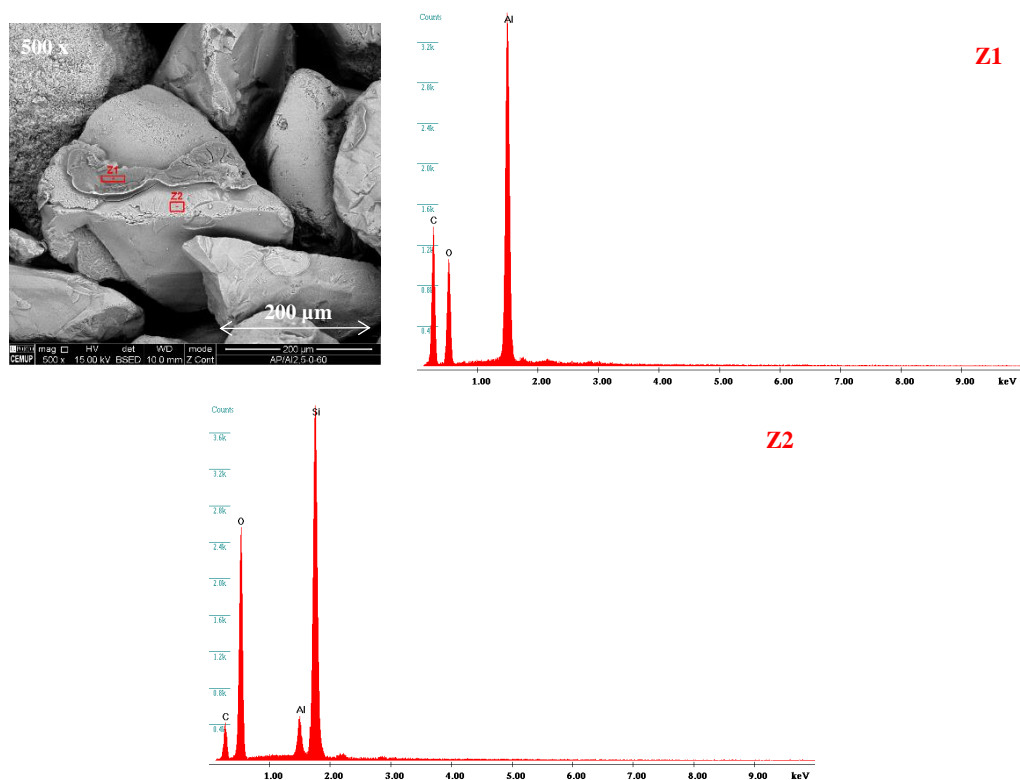 500 x
Z1
Z2
200 µm
mag HV det WD mode 200 µm
CEMUP 500 x 15.00 kV BSED 10.0 mm Z Cont AP/Al2.5-0-60
Z1
Counts
Al
3.2k
2.8k
2.4k
2.0k
1.6k
C
1.2k
O
0.8k
0.4k
1.00 2.00 3.00 4.00 5.00 6.00 7.00 8.00 9.00 keV
Z2
Counts
Si
3.6k
3.2k
2.8k
O
2.4k
2.0k
1.6k
1.2k
0.8k
Al
C
0.4k
1.00 2.00 3.00 4.00 5.00 6.00 7.00 8.00 9.00 keV